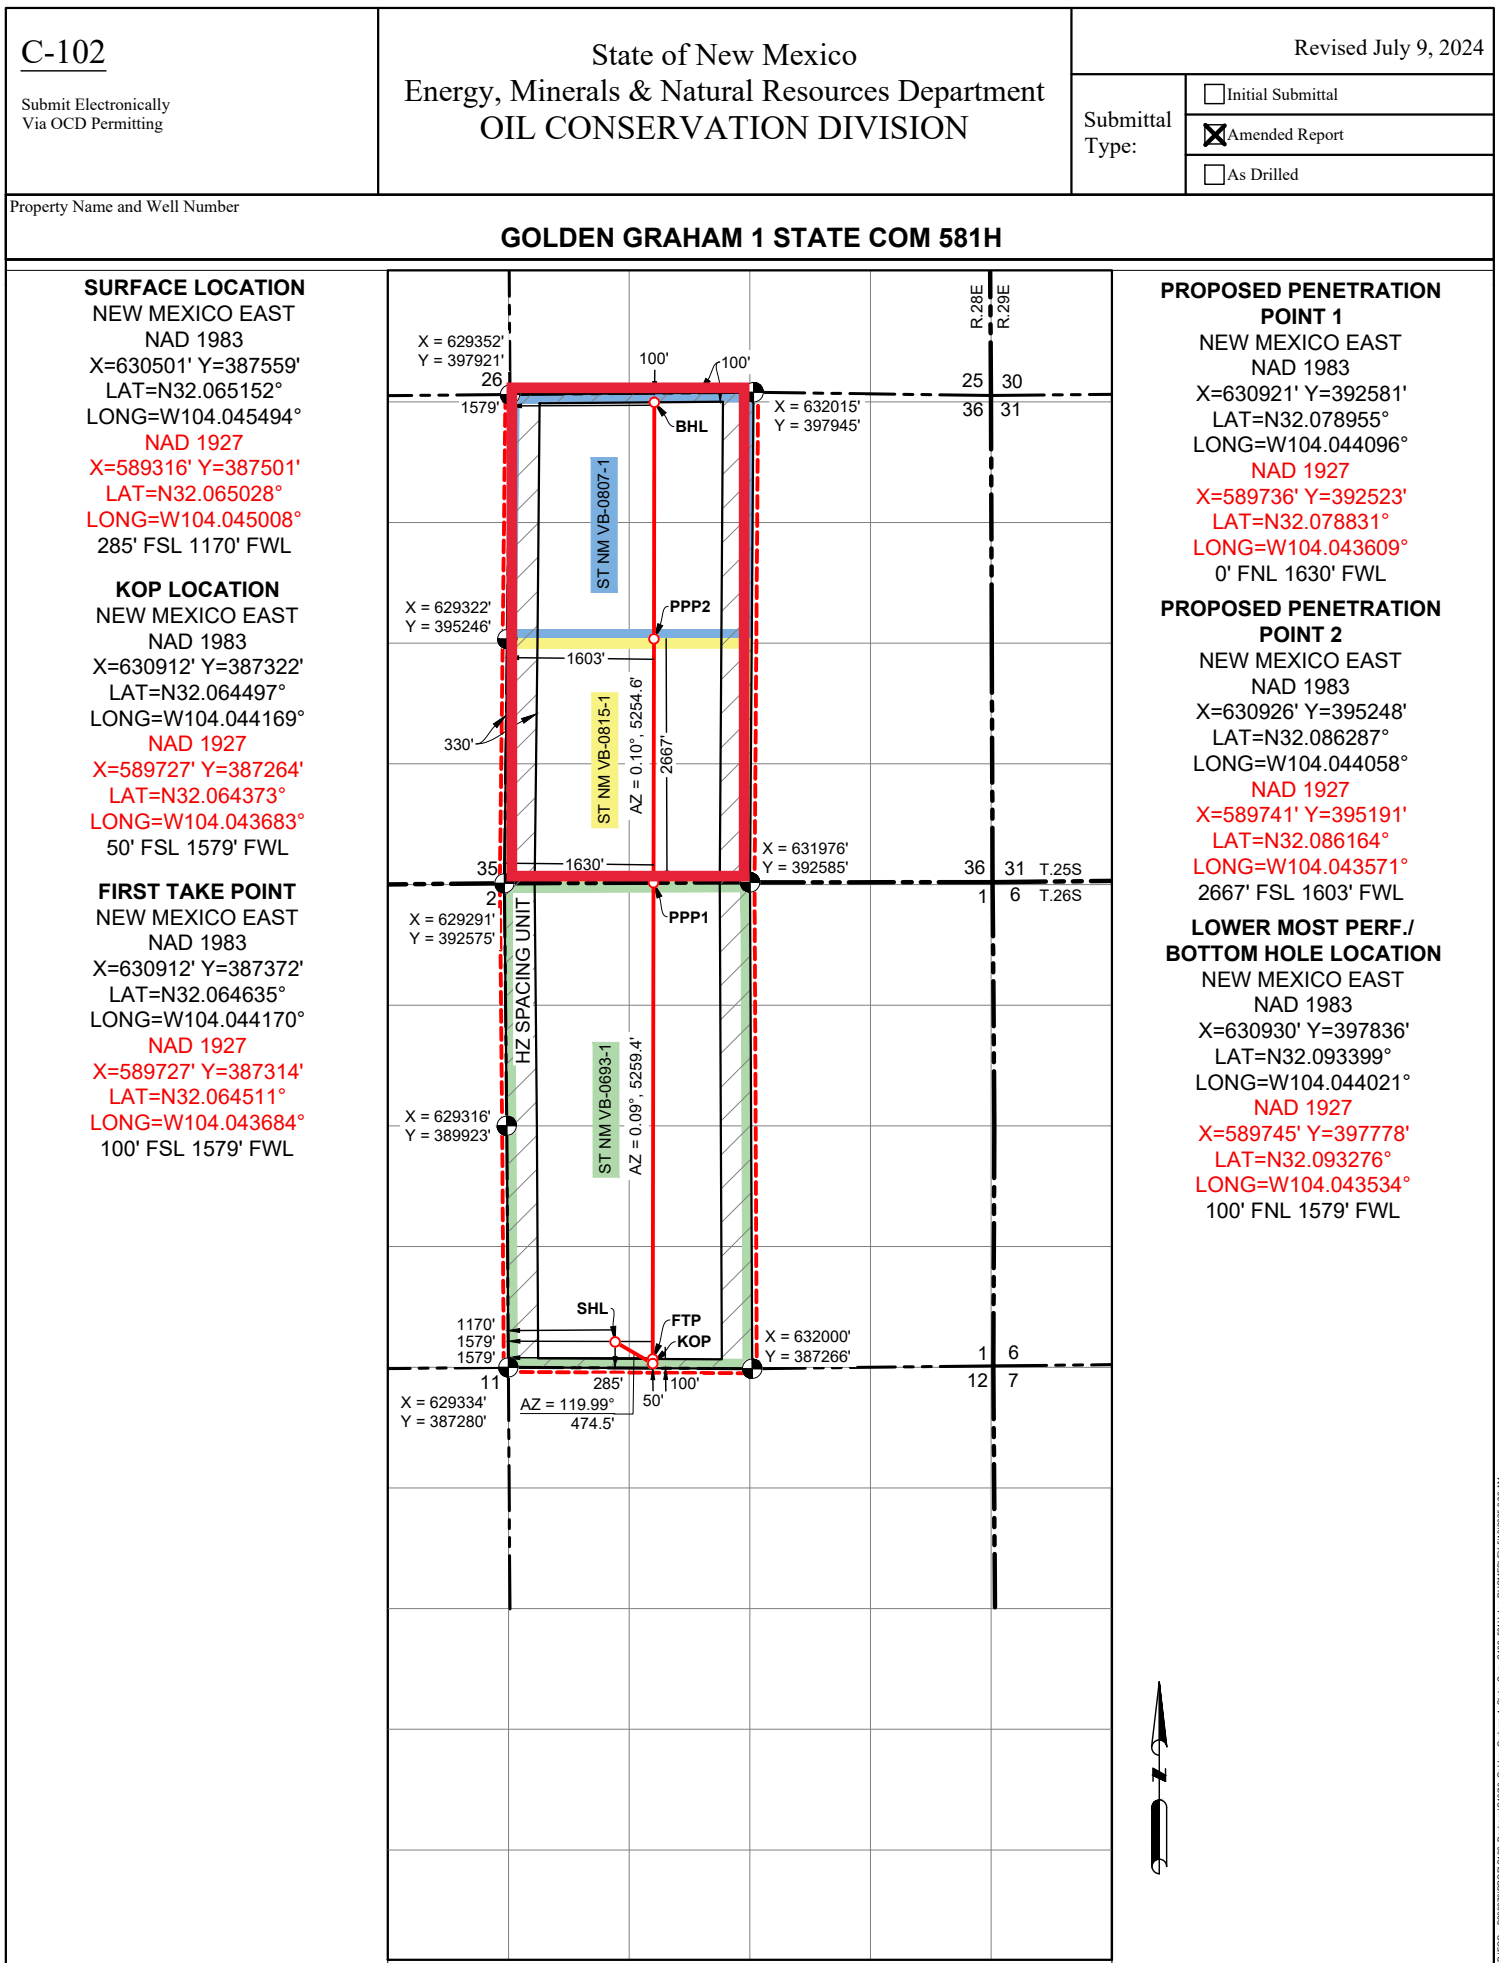 C-102
Submit Electronically
Via OCD Permitting
State of New Mexico
Energy, Minerals & Natural Resources Department
OIL CONSERVATION DIVISION
Revised July 9, 2024
Submittal
Type:
Initial Submittal
Amended Report
As Drilled
Property Name and Well Number
GOLDEN GRAHAM 1 STATE COM 581H
SURFACE LOCATION
NEW MEXICO EAST
NAD 1983
X=630501' Y=387559'
LAT=N32.065152°
LONG=W104.045494°
NAD 1927
X=589316' Y=387501'
LAT=N32.065028°
LONG=W104.045008°
285' FSL 1170' FWL
KOP LOCATION
NEW MEXICO EAST
NAD 1983
X=630912' Y=387322'
LAT=N32.064497°
LONG=W104.044169°
NAD 1927
X=589727' Y=387264'
LAT=N32.064373°
LONG=W104.043683°
50' FSL 1579' FWL
FIRST TAKE POINT
NEW MEXICO EAST
NAD 1983
X=630912' Y=387372'
LAT=N32.064635°
LONG=W104.044170°
NAD 1927
X=589727' Y=387314'
LAT=N32.064511°
LONG=W104.043684°
100' FSL 1579' FWL
R.28E
R.29E
X = 629352'
Y = 397921'
100'
100'
26
25 30
36 31
1579'
BHL
X = 632015'
Y = 397945'
ST NM VB-0807-1
X = 629322'
Y = 395246'
PPP2
1603'
ST NM VB-0815-1
AZ = 0.10°, 5254.6'
2667'
330'
X = 631976'
Y = 392585'
35
1630'
36 31 T.25S
2
1 6 T.26S
PPP1
X = 629291'
Y = 392575'
HZ SPACING UNIT
ST NM VB-0693-1
AZ = 0.09°, 5259.4'
X = 629316'
Y = 389923'
SHL
FTP
KOP
1170'
1579'
1579'
X = 632000'
Y = 387266'
1 6
12 7
11
285'
100'
50'
X = 629334'
Y = 387280'
AZ = 119.99°
474.5'
PROPOSED PENETRATION
POINT 1
NEW MEXICO EAST
NAD 1983
X=630921' Y=392581'
LAT=N32.078955°
LONG=W104.044096°
NAD 1927
X=589736' Y=392523'
LAT=N32.078831°
LONG=W104.043609°
0' FNL 1630' FWL
PROPOSED PENETRATION
POINT 2
NEW MEXICO EAST
NAD 1983
X=630926' Y=395248'
LAT=N32.086287°
LONG=W104.044058°
NAD 1927
X=589741' Y=395191'
LAT=N32.086164°
LONG=W104.043571°
2667' FSL 1603' FWL
LOWER MOST PERF./
BOTTOM HOLE LOCATION
NEW MEXICO EAST
NAD 1983
X=630930' Y=397836'
LAT=N32.093399°
LONG=W104.044021°
NAD 1927
X=589745' Y=397778'
LAT=N32.093276°
LONG=W104.043534°
100' FNL 1579' FWL
N